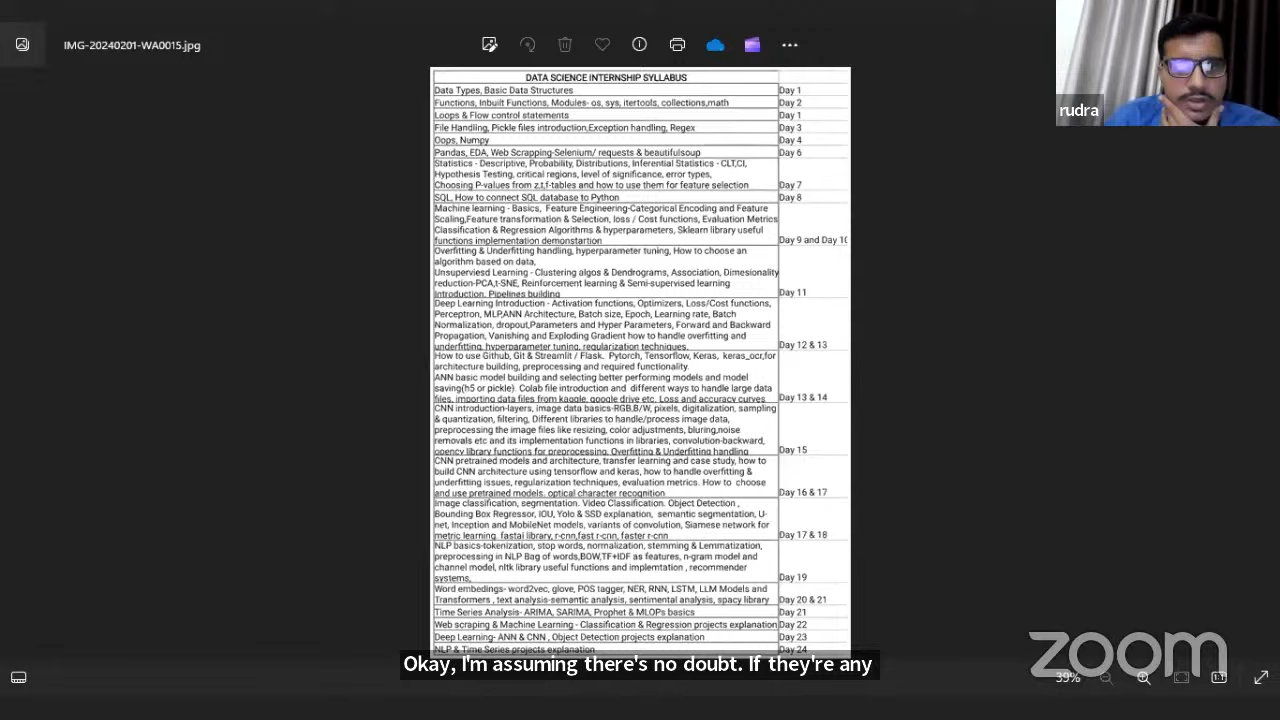 IMG-20240201-WA0015.jpg
rudra
DATA SCIENCE INTERNSHIP SYLLABUS
Data Types, Basic Data Structures Day 1
Functions, Inbuilt Functions, Modules- os, sys, itertools, collections,math Day 2
Loops & Flow control statements Day 1
File Handling, Pickle files introduction,Exception handling, Regex Day 3
Oops, Numpy Day 4
Pandas, EDA, Web Scrapping-Selenium/ requests & beautifulsoup Day 6
Statistics - Descriptive, Probability, Distributions, Inferential Statistics - CLT,CI,
Hypothesis Testing, critical regions, level of significance, error types,
Choosing P-values from z,t,f-tables and how to use them for feature selection Day 7
SQL, How to connect SQL database to Python Day 8
Machine learning - Basics, Feature Engineering-Categorical Encoding and Feature
Scaling,Feature transformation & Selection, loss / Cost functions, Evaluation Metrics
Classification & Regression Algorithms & hyperparameters, Sklearn library useful
functions implementation demonstartion Day 9 and Day 10
Overfitting & Underfitting handling, hyperparameter tuning, How to choose an
algorithm based on data,
Unsuperviesd Learning - Clustering algos & Dendrograms, Association, Dimesionality
reduction-PCA,t-SNE, Reinforcement learning & Semi-supervised learning
introduction, Pipelines building Day 11
Deep Learning Introduction - Activation functions, Optimizers, Loss/Cost functions,
Perceptron, MLP,ANN Architecture, Batch size, Epoch, Learning rate, Batch
Normalization, dropout,Parameters and Hyper Parameters, Forward and Backward
Propagation, Vanishing and Exploding Gradient how to handle overfitting and
underfitting, hyperparameter tuning, regularization techniques, Day 12 & 13
How to use Github, Git & Streamlit / Flask. Pytorch, Tensorflow, Keras, keras_ocr,for
architecture building, preprocessing and required functionality.
ANN basic model building and selecting better performing models and model
saving(h5 or pickle). Colab file introduction and different ways to handle large data
files, importing data files from kaggle, google drive etc. Loss and accuracy curves Day 13 & 14
CNN introduction-layers, image data basics-RGB,B/W, pixels, digitalization, sampling
& quantization, filtering, Different libraries to handle/process image data,
preprocessing the image files like resizing, color adjustments, bluring,noise
removals etc and its implementation functions in libraries, convolution-backward,
opencv library functions for preprocessing. Overfitting & Underfitting handling Day 15
CNN pretrained models and architecture, transfer learning and case study, how to
build CNN architecture using tensorflow and keras, how to handle overfitting &
underfitting issues, regularization techniques, evaluation metrics. How to choose
and use pretrained models, optical character recognition Day 16 & 17
Image classification, segmentation. Video Classification. Object Detection ,
Bounding Box Regressor, IOU, Yolo & SSD explanation, semantic segmentation, U-
net, Inception and MobileNet models, variants of convolution, Siamese network for
metric learning. fastai library, r-cnn,fast r-cnn, faster r-cnn Day 17 & 18
NLP basics-tokenization, stop words, normalization, stemming & Lemmatization,
preprocessing in NLP Bag of words,BOW,TF+IDF as features, n-gram model and
channel model, nltk library useful functions and implemtation , recommender
systems, Day 19
Word embedings- word2vec, glove, POS tagger, NER, RNN, LSTM, LLM Models and
Transformers , text analysis-semantic analysis, sentimental analysis, spacy library Day 20 & 21
Time Series Analysis- ARIMA, SARIMA, Prophet & MLOPs basics Day 21
Web scraping & Machine Learning - Classification & Regression projects explanation Day 22
Deep Learning- ANN & CNN , Object Detection projects explanation Day 23
NLP & Time Series projects explanation Day 24
Okay, I'm assuming there's no doubt. If they're any
zoom
39%
1:1